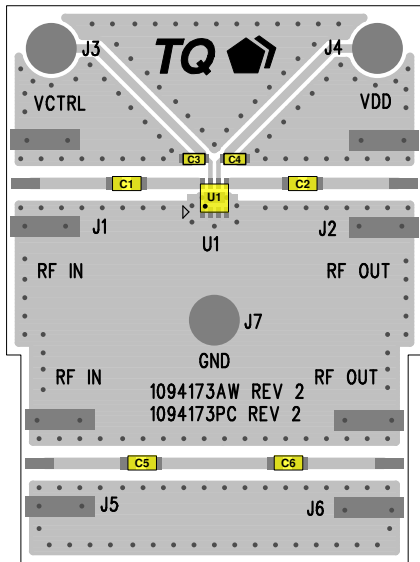 J3
TQ
J4
VCTRL
VDD
C3
C4
C1
C2
U1
J1
J2
U1
RF IN
RF OUT
J7
GND
RF IN
RF OUT
1094173AW REV 2
1094173PC REV 2
C5
C6
J5
J6